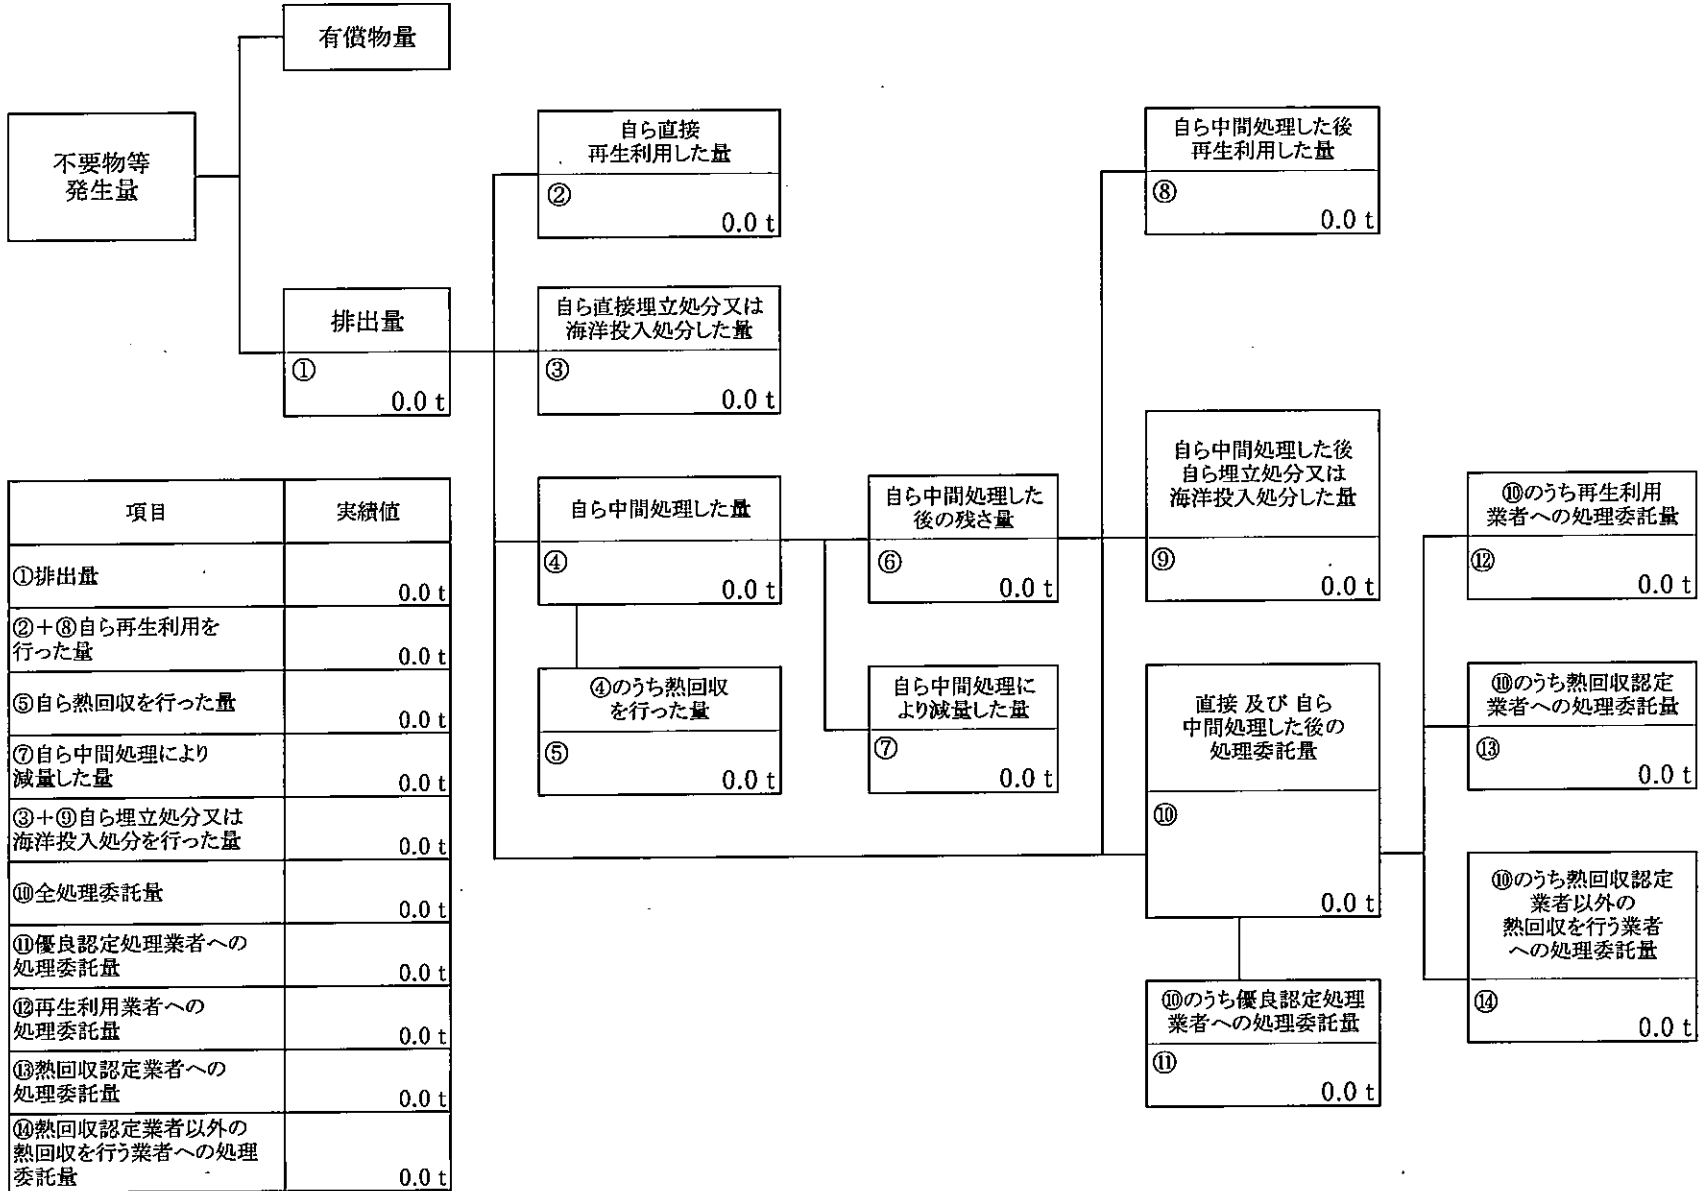 有償物量
不要物等
発生量
排出量
①
0.0 t
自ら直接
再生利用した量
②
0.0 t
自ら直接埋立処分又は
海洋投入処分した量
③
0.0 t
自ら中間処理した量
④
0.0 t
④のうち熱回収
を行った量
⑤
0.0 t
自ら中間処理した
後の残さ量
⑥
0.0 t
自ら中間処理に
より減量した量
⑦
0.0 t
自ら中間処理した後
再生利用した量
⑧
0.0 t
自ら中間処理した後
自ら埋立処分又は
海洋投入処分した量
⑨
0.0 t
直接 及び 自ら
中間処理した後の
処理委託量
⑩
0.0 t
⑩のうち優良認定処理
業者への処理委託量
⑪
0.0 t
⑩のうち再生利用
業者への処理委託量
⑫
0.0 t
⑩のうち熱回収認定
業者への処理委託量
⑬
0.0 t
⑩のうち熱回収認定
業者以外の
熱回収を行う業者
への処理委託量
⑭
0.0 t
項目 実績値
①排出量
0.0 t
②+⑧自ら再生利用を
行った量
0.0 t
⑤自ら熱回収を行った量
0.0 t
⑦自ら中間処理により
減量した量
0.0 t
③+⑨自ら埋立処分又は
海洋投入処分を行った量
0.0 t
⑩全処理委託量
0.0 t
⑪優良認定処理業者への
処理委託量
0.0 t
⑫再生利用業者への
処理委託量
0.0 t
⑬熱回収認定業者への
処理委託量
0.0 t
⑭熱回収認定業者以外の
熱回収を行う業者への処理
委託量
0.0 t